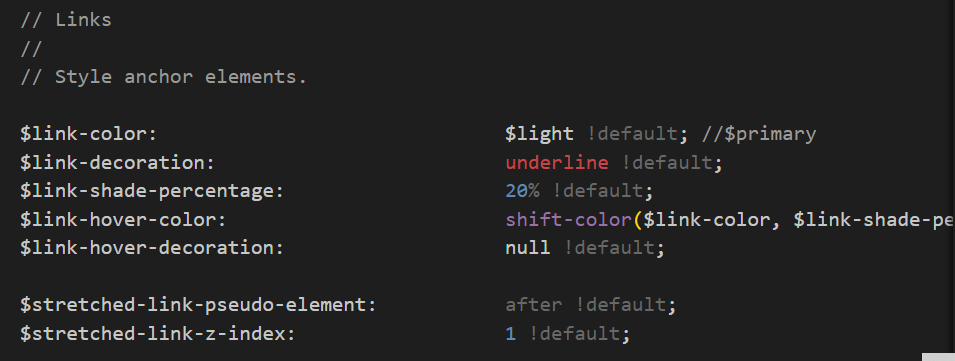 // Links
//
// Style anchor elements.
$link-color: $light !default; //$primary
$link-decoration: underline !default;
$link-shade-percentage: 20% !default;
$link-hover-color: shift-color($link-color, $link-shade-pe
$link-hover-decoration: null !default;
$stretched-link-pseudo-element: after !default;
$stretched-link-z-index: 1 !default;